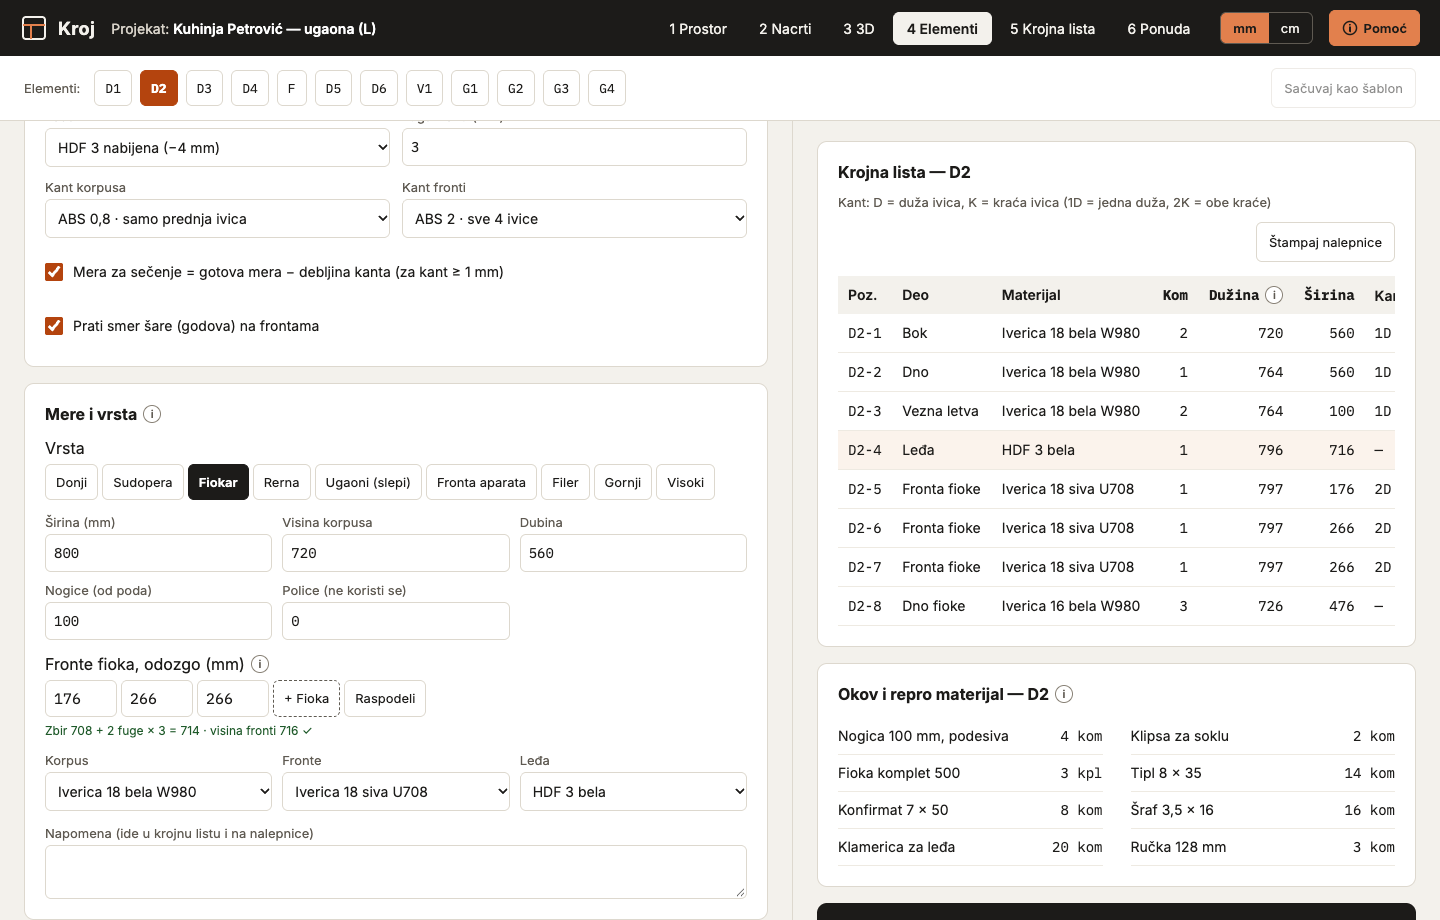 Kroj
Projekat: Kuhinja Petrović — ugaona (L)
1 Prostor
2 Nacrti
3 3D
4 Elementi
5 Krojna lista
6 Ponuda
mm
cm
Pomoć
Elementi:
D1
D2
D3
D4
F
D5
D6
V1
G1
G2
G3
G4
Sačuvaj kao šablon
HDF 3 nabijena (−4 mm)
3
Kant korpusa
Kant fronti
ABS 0,8 · samo prednja ivica
ABS 2 · sve 4 ivice
Mera za sečenje = gotova mera − debljina kanta (za kant ≥ 1 mm)
Prati smer šare (godova) na frontama
Mere i vrsta
Vrsta
Donji
Sudopera
Fiokar
Rerna
Ugaoni (slepi)
Fronta aparata
Filer
Gornji
Visoki
Širina (mm)
Visina korpusa
Dubina
800
720
560
Nogice (od poda)
Police (ne koristi se)
100
0
Fronte fioka, odozgo (mm)
176
266
266
+ Fioka
Raspodeli
Zbir 708 + 2 fuge × 3 = 714 · visina fronti 716 ✓
Korpus
Fronte
Leđa
Iverica 18 bela W980
Iverica 18 siva U708
HDF 3 bela
Napomena (ide u krojnu listu i na nalepnice)
Krojna lista — D2
Kant: D = duža ivica, K = kraća ivica (1D = jedna duža, 2K = obe kraće)
Štampaj nalepnice
Poz. Deo Materijal Kom Dužina Širina
D2-1 Bok Iverica 18 bela W980 2 720 560 1D
D2-2 Dno Iverica 18 bela W980 1 764 560 1D
D2-3 Vezna letva Iverica 18 bela W980 2 764 100 1D
D2-4 Leđa HDF 3 bela 1 796 716 —
D2-5 Fronta fioke Iverica 18 siva U708 1 797 176 2D
D2-6 Fronta fioke Iverica 18 siva U708 1 797 266 2D
D2-7 Fronta fioke Iverica 18 siva U708 1 797 266 2D
D2-8 Dno fioke Iverica 16 bela W980 3 726 476 —
Okov i repro materijal — D2
Nogica 100 mm, podesiva 4 kom
Klipsa za soklu 2 kom
Fioka komplet 500 3 kpl
Tipl 8 × 35 14 kom
Konfirmat 7 × 50 8 kom
Šraf 3,5 × 16 16 kom
Klamerica za leđa 20 kom
Ručka 128 mm 3 kom